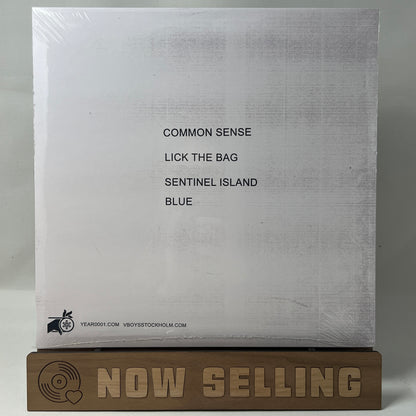 COMMON SENSE
LICK THE BAG
SENTINEL ISLAND
BLUE
YEAR0001.COM VBOYSSTOCKHOLM.COM
NOW SELLING